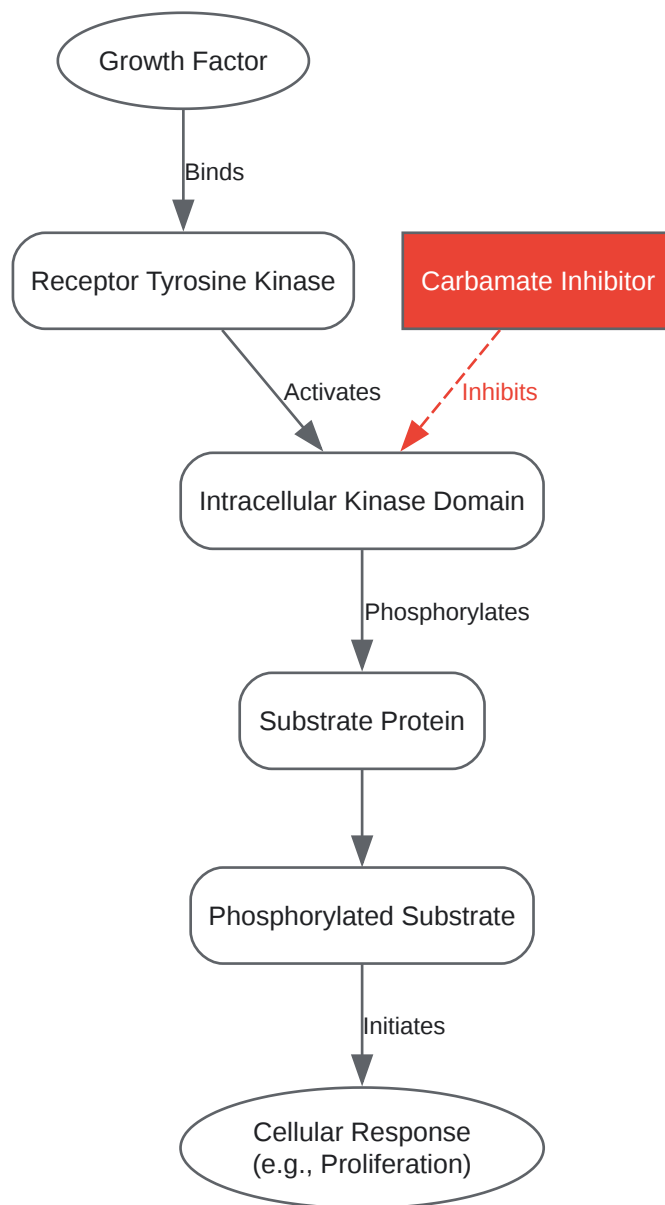 Growth Factor
Binds
Receptor Tyrosine Kinase
Carbamate Inhibitor
Activates
Inhibits
Intracellular Kinase Domain
Phosphorylates
Substrate Protein
Phosphorylated Substrate
Initiates
Cellular Response
(e.g., Proliferation)